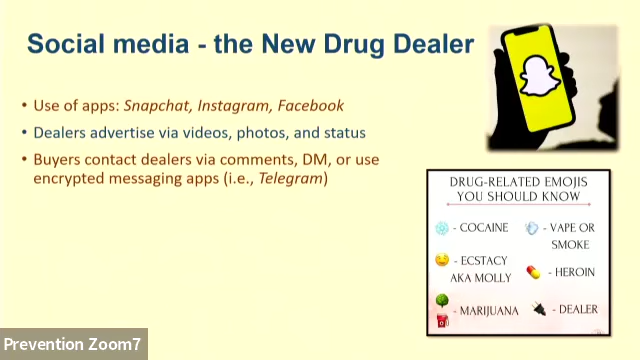 Social media - the New Drug Dealer
• Use of apps: Snapchat, Instagram, Facebook
• Dealers advertise via videos, photos, and status
• Buyers contact dealers via comments, DM, or use
encrypted messaging apps (i.e., Telegram)
DRUG-RELATED EMOJIS
YOU SHOULD KNOW
- COCAINE
- VAPE OR
SMOKE
- ECSTACY
AKA MOLLY
- HEROIN
- MARIJUANA
- DEALER
Prevention Zoom7